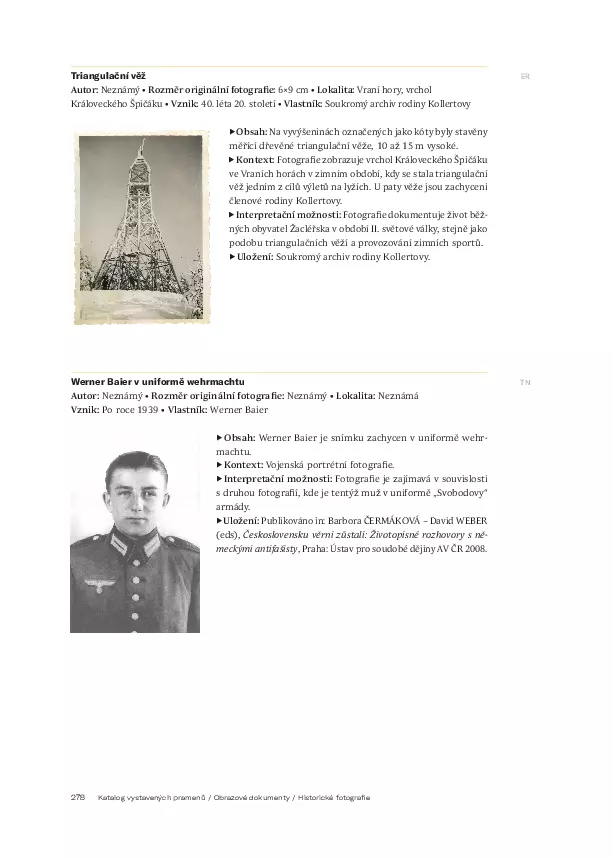 Triangulační věž
ER
Autor: Neznámý • Rozměr originální fotografie: 6×9 cm • Lokalita: Vraní hory, vrchol
Královeckého Špičáku • Vznik: 40. léta 20. století • Vlastník: Soukromý archiv rodiny Kollertovy
▶Obsah: Na vyvýšeninách označených jako kóty byly stavěny
měřicí dřevěné triangulační věže, 10 až 15 m vysoké.
▶Kontext: Fotografie zobrazuje vrchol Královeckého Špičáku
ve Vraních horách v zimním období, kdy se stala triangulační
věž jedním z cílů výletů na lyžích. U paty věže jsou zachyceni
členové rodiny Kollertovy.
▶Interpretační možnosti: Fotografie dokumentuje život běž-
ných obyvatel Žacléřska v období II. světové války, stejně jako
podobu triangulačních věží a provozování zimních sportů.
▶Uložení: Soukromý archiv rodiny Kollertovy.
Werner Baier v uniformě wehrmachtu
TN
Autor: Neznámý • Rozměr originální fotografie: Neznámý • Lokalita: Neznámá
Vznik: Po roce 1939 • Vlastník: Werner Baier
▶Obsah: Werner Baier je snímku zachycen v uniformě wehr-
machtu.
▶Kontext: Vojenská portrétní fotografie.
▶Interpretační možnosti: Fotografie je zajímavá v souvislosti
s druhou fotografií, kde je tentýž muž v uniformě „Svobodovy“
armády.
▶Uložení: Publikováno in: Barbora ČERMÁKOVÁ – David WEBER
(eds), Československu věrni zůstali: Životopisné rozhovory s ně-
meckými antifašisty, Praha: Ústav pro soudobé dějiny AV ČR 2008.
278 Katalog vystavených pramenů / Obrazové dokumenty / Historické fotografie